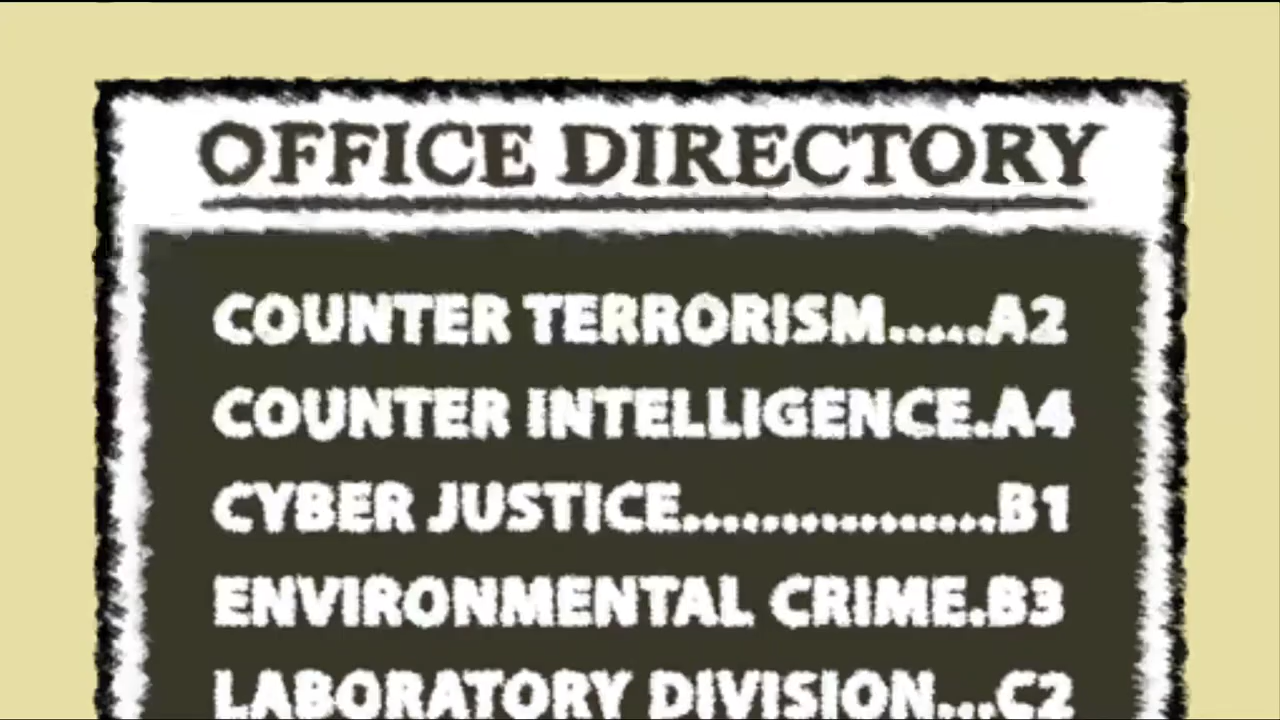 OFFICE DIRECTORY
COUNTER TERRORISM.....A2
COUNTER INTELLIGENCE.A4
CYBER JUSTICE................B1
ENVIRONMENTAL CRIME.B3
LABORATORY DIVISION...C2